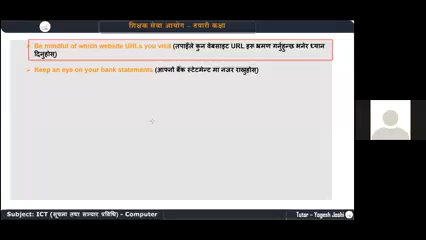 शिक्षक सेवा आयोग – तयारी कक्षा
➢ Be mindful of which website URLs you visit (तपाईंले कुन वेबसाइट URL हरू भ्रमण गर्नुहुन्छ भनेर ध्यान
दिनुहोस्)
➢ Keep an eye on your bank statements (आफ्नो बैंक स्टेटमेन्ट मा नजर राख्नुहोस्)
Subject: ICT (सूचना तथा सञ्चार प्रविधि) - Computer
Tutor – Yogesh Joshi